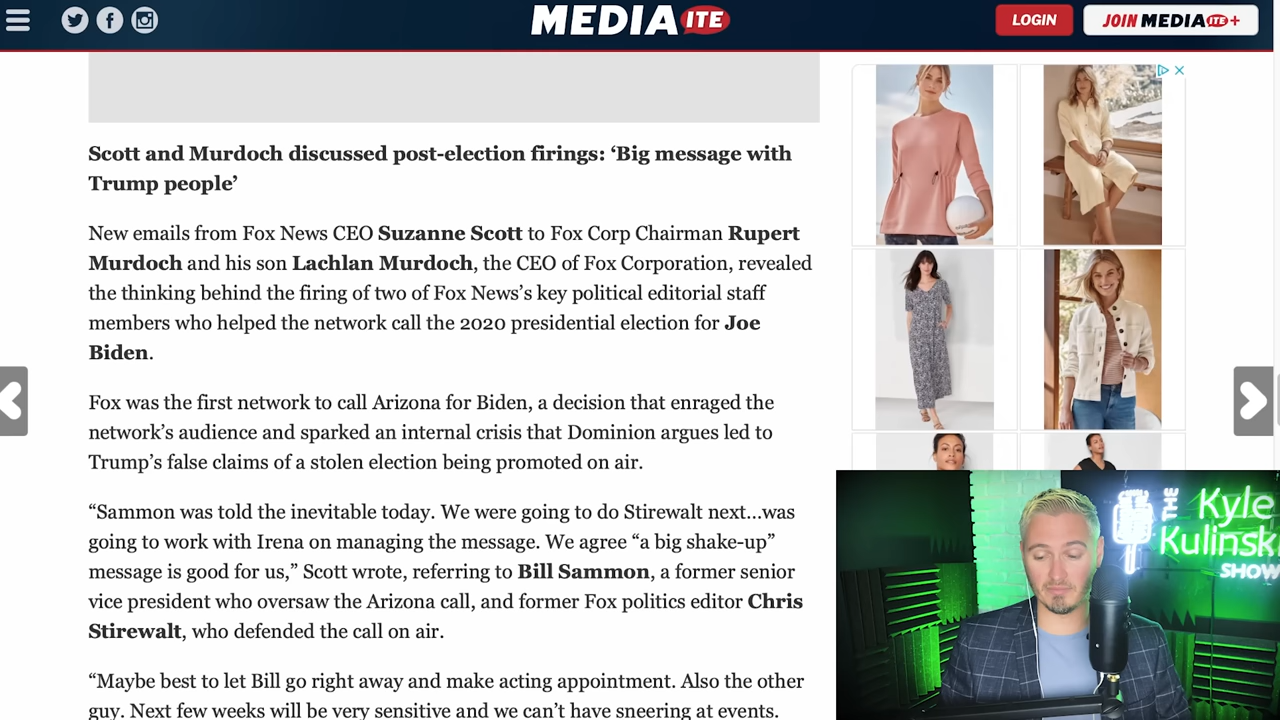 MEDIAITE
LOGIN
JOIN MEDIAITE+
Scott and Murdoch discussed post-election firings: ‘Big message with
Trump people’
New emails from Fox News CEO Suzanne Scott to Fox Corp Chairman Rupert
Murdoch and his son Lachlan Murdoch, the CEO of Fox Corporation, revealed
the thinking behind the firing of two of Fox News’s key political editorial staff
members who helped the network call the 2020 presidential election for Joe
Biden.
Fox was the first network to call Arizona for Biden, a decision that enraged the
network’s audience and sparked an internal crisis that Dominion argues led to
Trump’s false claims of a stolen election being promoted on air.
“Sammon was told the inevitable today. We were going to do Stirewalt next…was
going to work with Irena on managing the message. We agree “a big shake-up”
message is good for us,” Scott wrote, referring to Bill Sammon, a former senior
vice president who oversaw the Arizona call, and former Fox politics editor Chris
Stirewalt, who defended the call on air.
“Maybe best to let Bill go right away and make acting appointment. Also the other
guy. Next few weeks will be very sensitive and we can’t have sneering at events.
THE
Kyle
Kulinski
SHOW